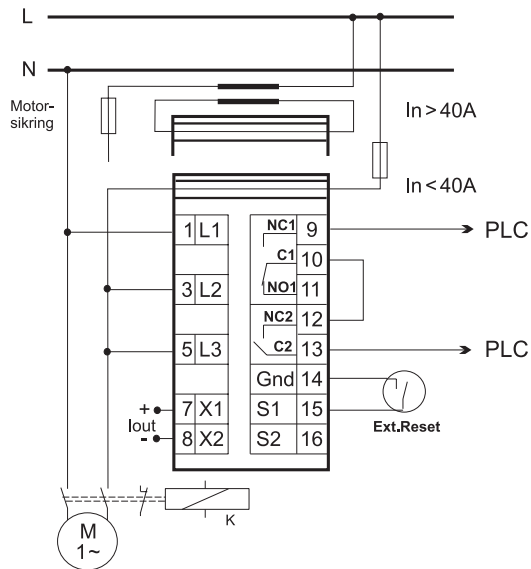 L
N
Motor-
sikring
In > 40A
In < 40A
1 L1 NC1 9 PLC
C1 10
3 L2 NO1 11
NC2 12
5 L3 C2 13 PLC
Gnd 14
+ 7 X1 S1 15
Iout
- 8 X2 S2 16
Ext.Reset
K
M
1~